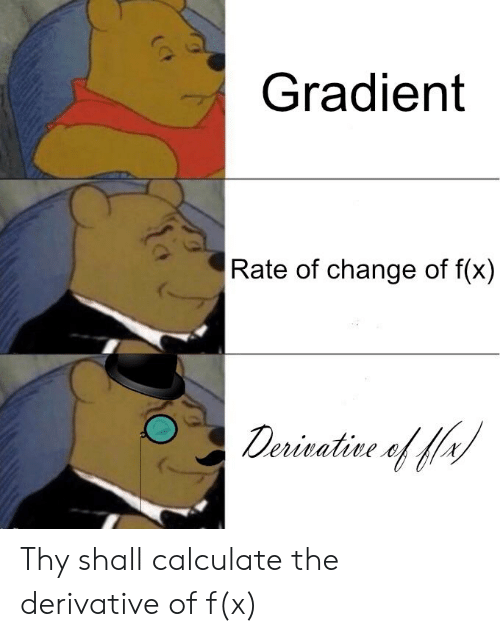 Gradient
Rate of change of f(x)
Derivative of f(x)
Thy shall calculate the
derivative of f(x)